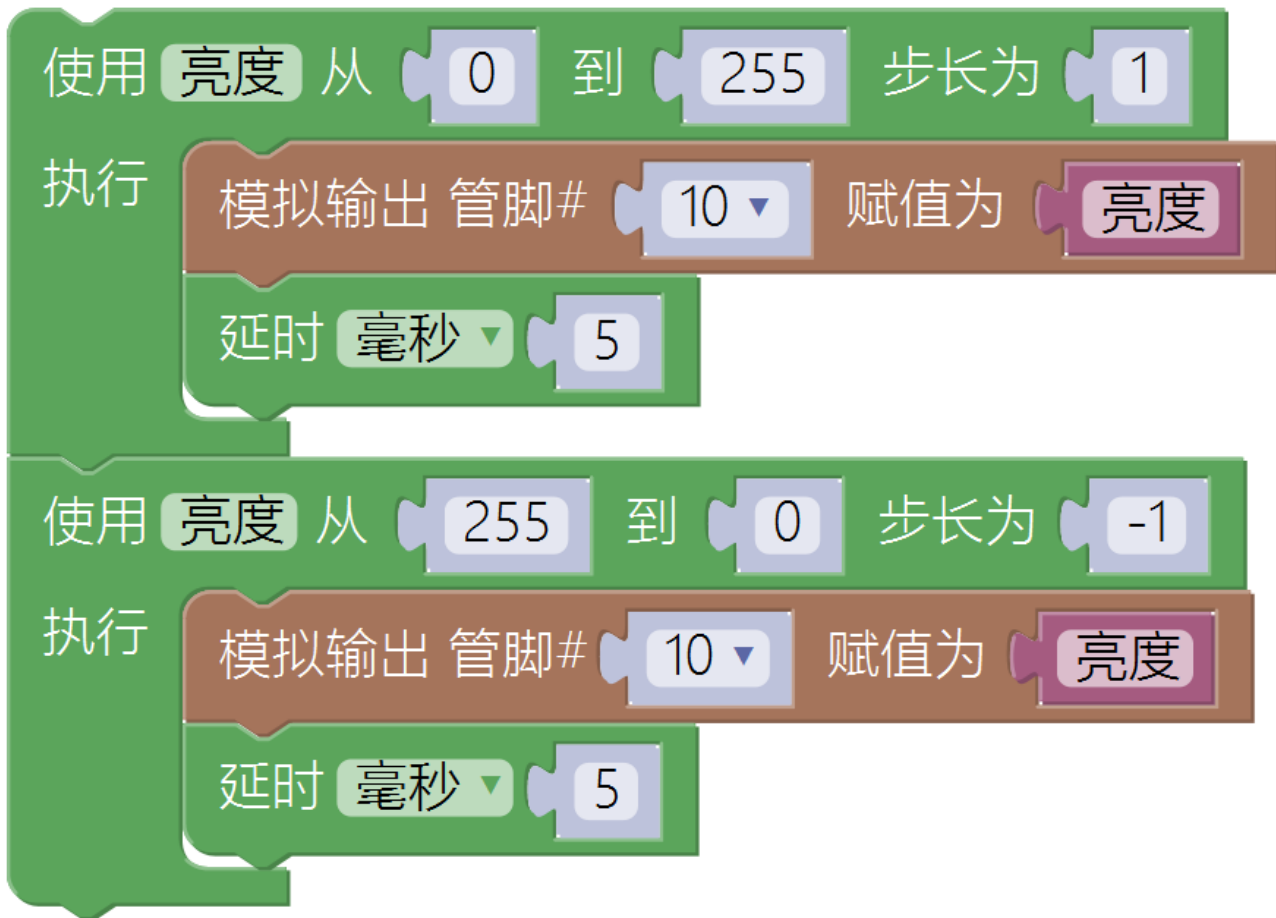 使用 亮度 从 0 到 255 步长为 1
执行 模拟输出 管脚# 10 赋值为 亮度
延时 毫秒 5
使用 亮度 从 255 到 0 步长为 -1
执行 模拟输出 管脚# 10 赋值为 亮度
延时 毫秒 5